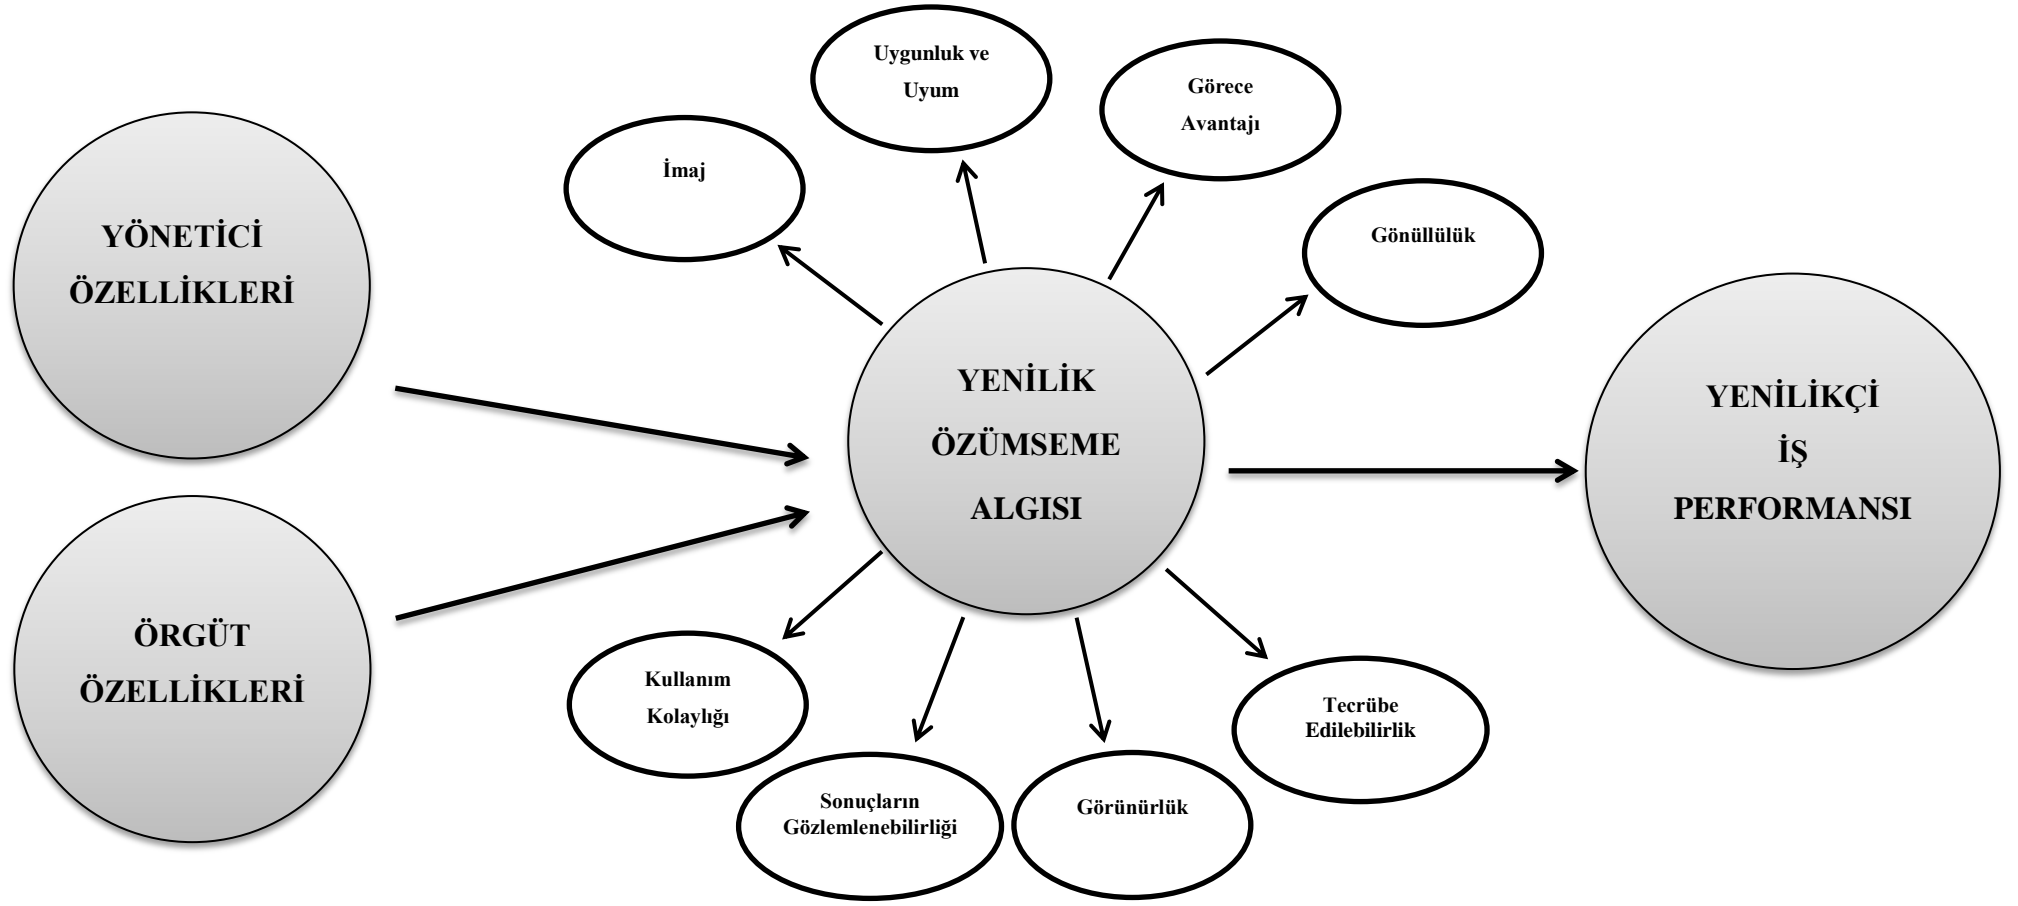 Uygunluk ve
Uyum
Görece
Avantajı
İmaj
Gönüllülük
YÖNETİCİ
ÖZELLİKLERİ
YENİLİK
ÖZÜMSEME
ALGISI
YENİLİKÇİ
İŞ
PERFORMANSI
ÖRGÜT
ÖZELLİKLERİ
Kullanım
Kolaylığı
Tecrübe
Edilebilirlik
Sonuçların
Gözlemlenebilirliği
Görünürlük